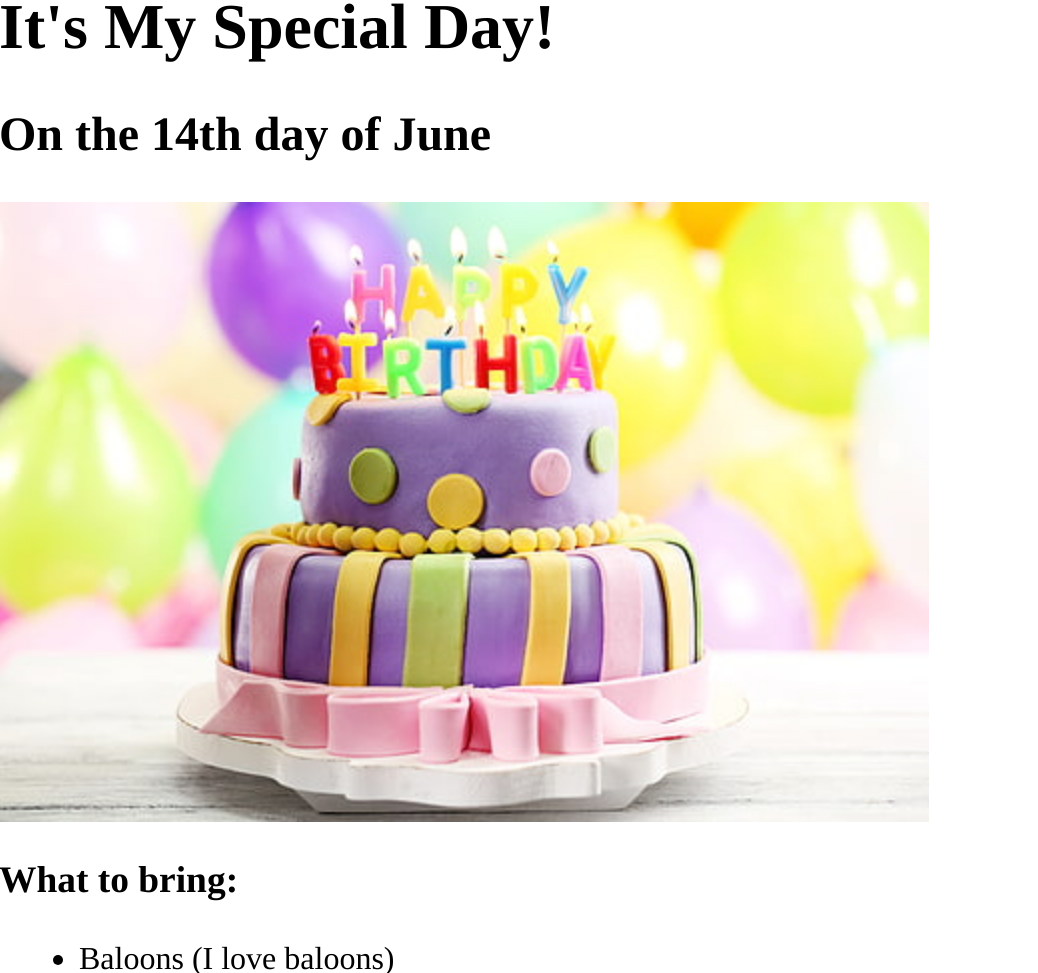 It's My Special Day!
On the 14th day of June
HAPPY
BIRTHDAY
What to bring:
Baloons (I love baloons)